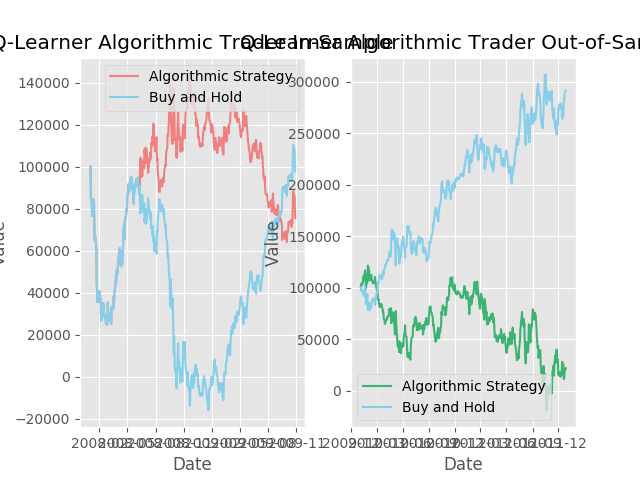 Q-Learner Algorithmic Trader In-Sample
Q-Learner Algorithmic Trader Out-of-Sam
Algorithmic Strategy
Buy and Hold
140000
120000
100000
80000
60000
40000
20000
0
−20000
Value
Date
300000
250000
200000
150000
100000
50000
0
Value
Algorithmic Strategy
Buy and Hold
Date